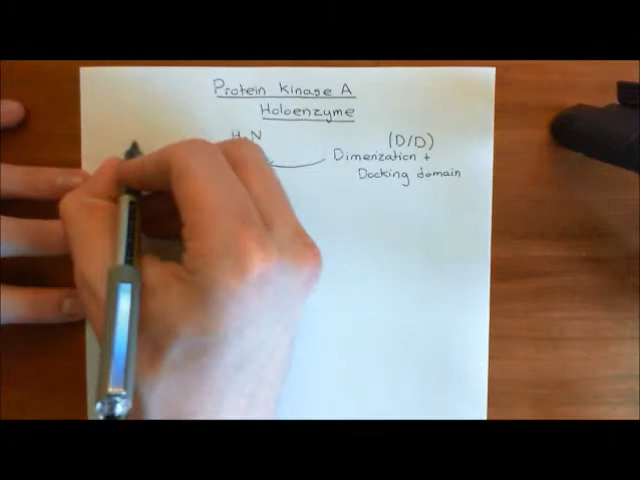 Protein Kinase A
Holoenzyme
H₂N
(D/D)
Dimerization +
Docking domain